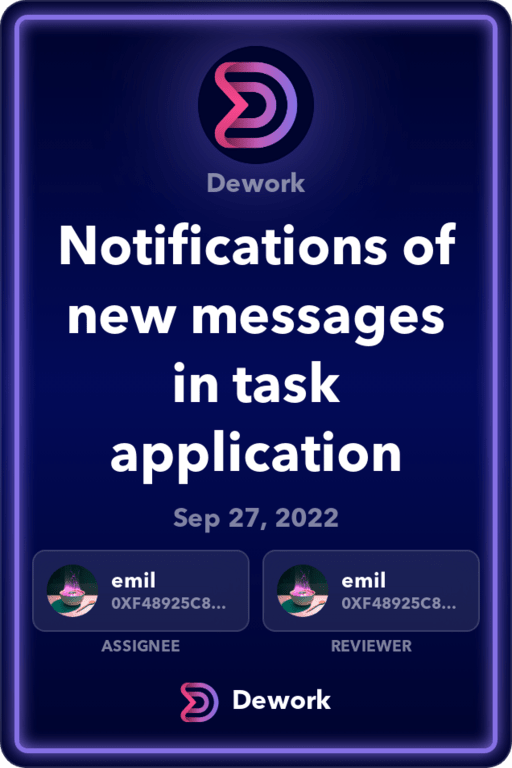 Dework
Notifications of
new messages
in task
application
Sep 27, 2022
emil
0XF48925C8...
ASSIGNEE
emil
0XF48925C8...
REVIEWER
Dework